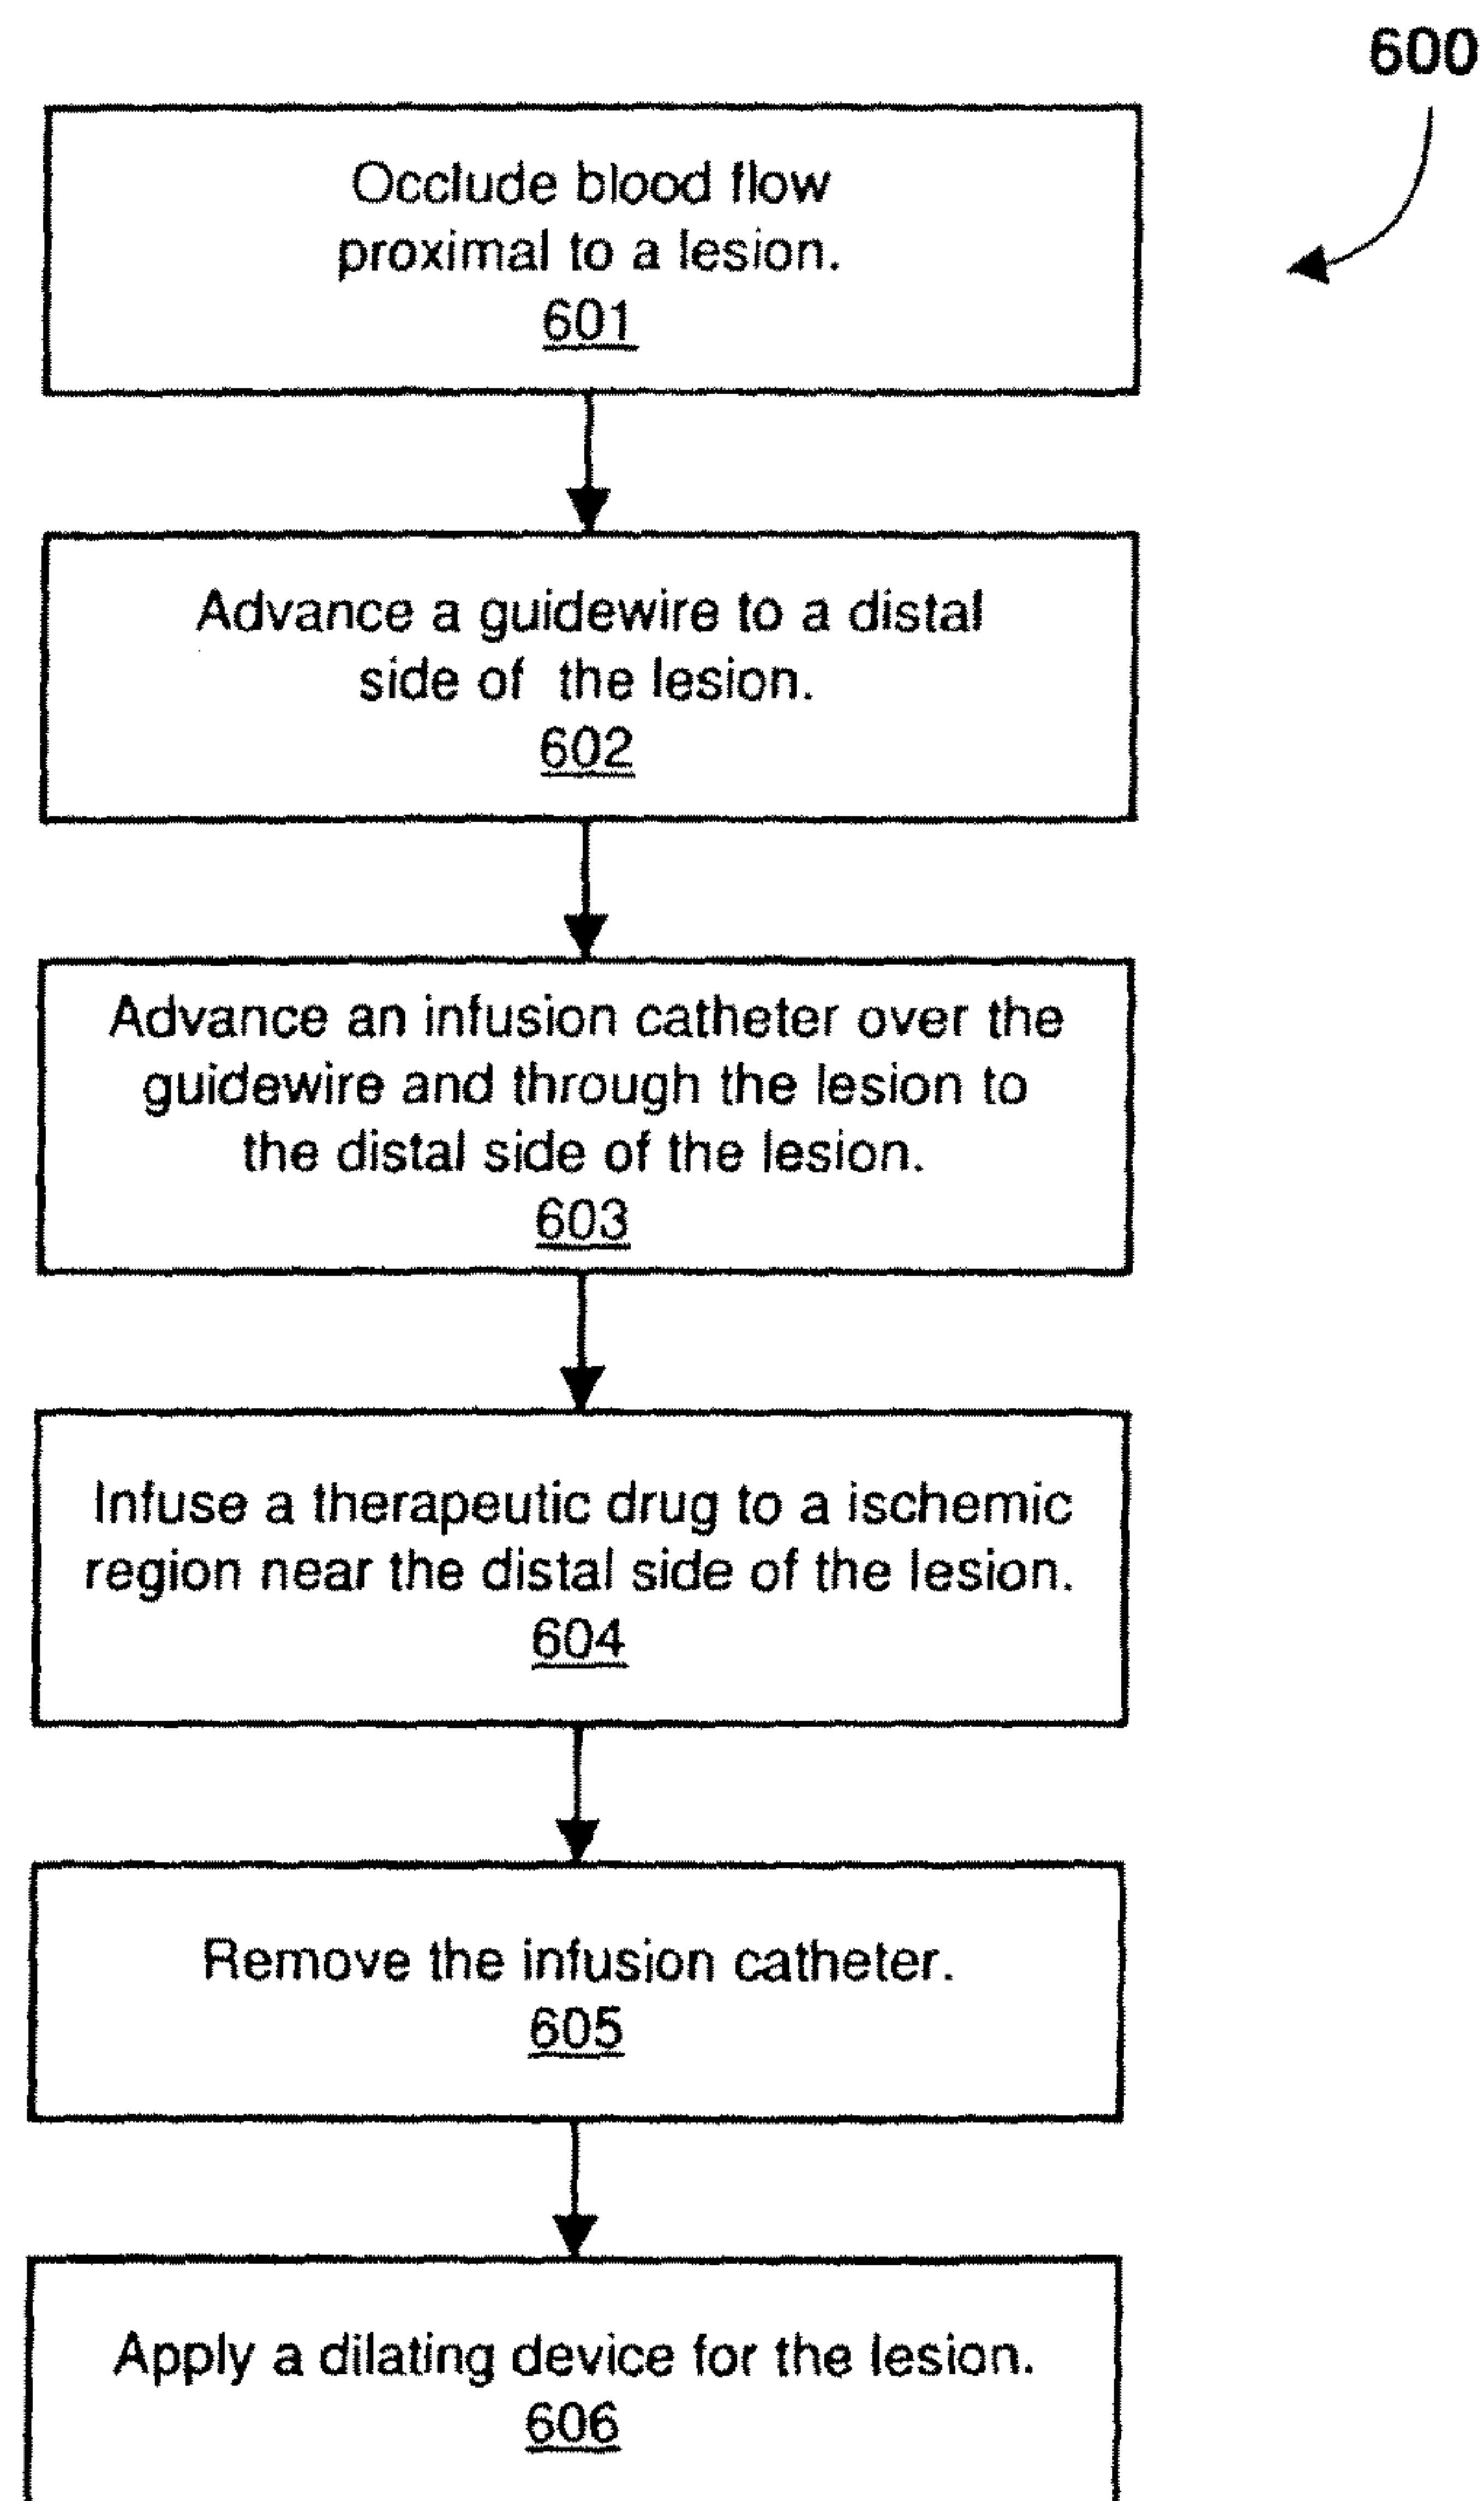 600
Occlude blood flow
proximal to a lesion.
601
Advance a guidewire to a distal
side of the lesion.
602
Advance an infusion catheter over the
guidewire and through the lesion to
the distal side of the lesion.
603
Infuse a therapeutic drug to a ischemic
region near the distal side of the lesion.
604
Remove the infusion catheter.
605
Apply a dilating device for the lesion.
606